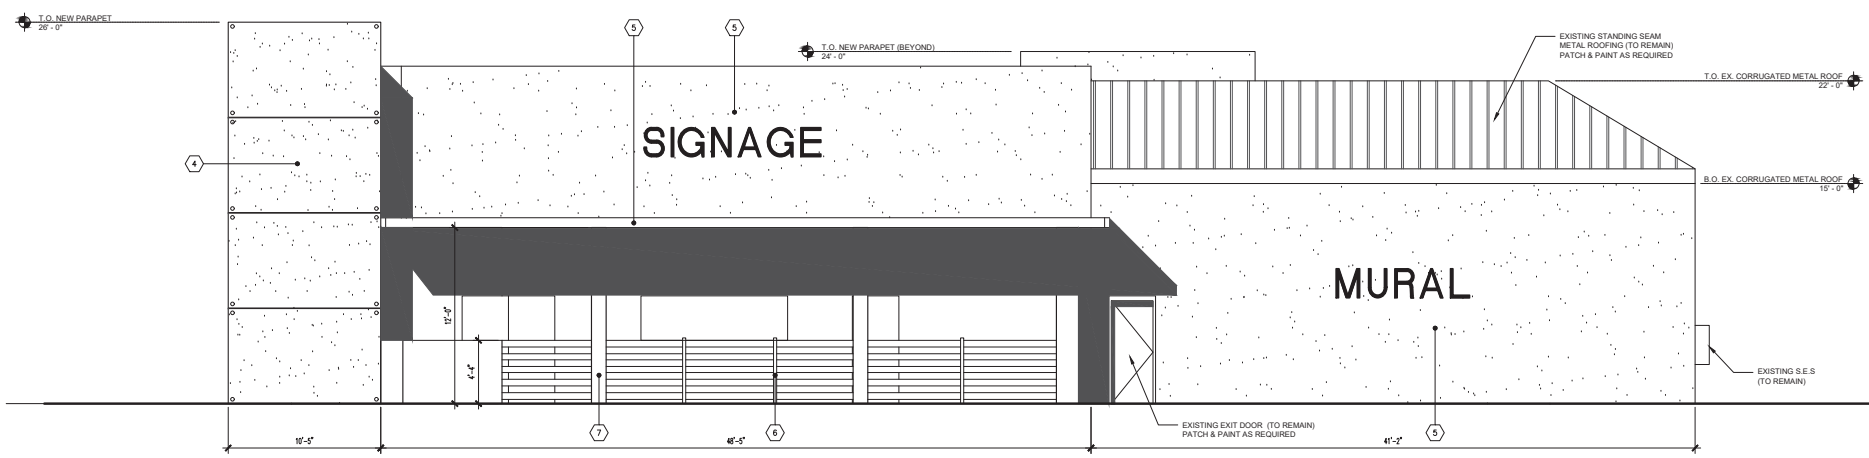 T.O. NEW PARAPET
26' - 0"
5
5
T.O. NEW PARAPET (BEYOND)
24' - 0"
EXISTING STANDING SEAM
METAL ROOFING (TO REMAIN)
PATCH & PAINT AS REQUIRED
T.O. EX. CORRUGATED METAL ROOF
22' - 0"
SIGNAGE
4
B.O. EX. CORRUGATED METAL ROOF
15' - 0"
MURAL
12'-0"
4'-4"
EXISTING S.E.S
(TO REMAIN)
7
6
EXISTING EXIT DOOR (TO REMAIN)
PATCH & PAINT AS REQUIRED
5
10'-5"
48'-5"
41'-2"